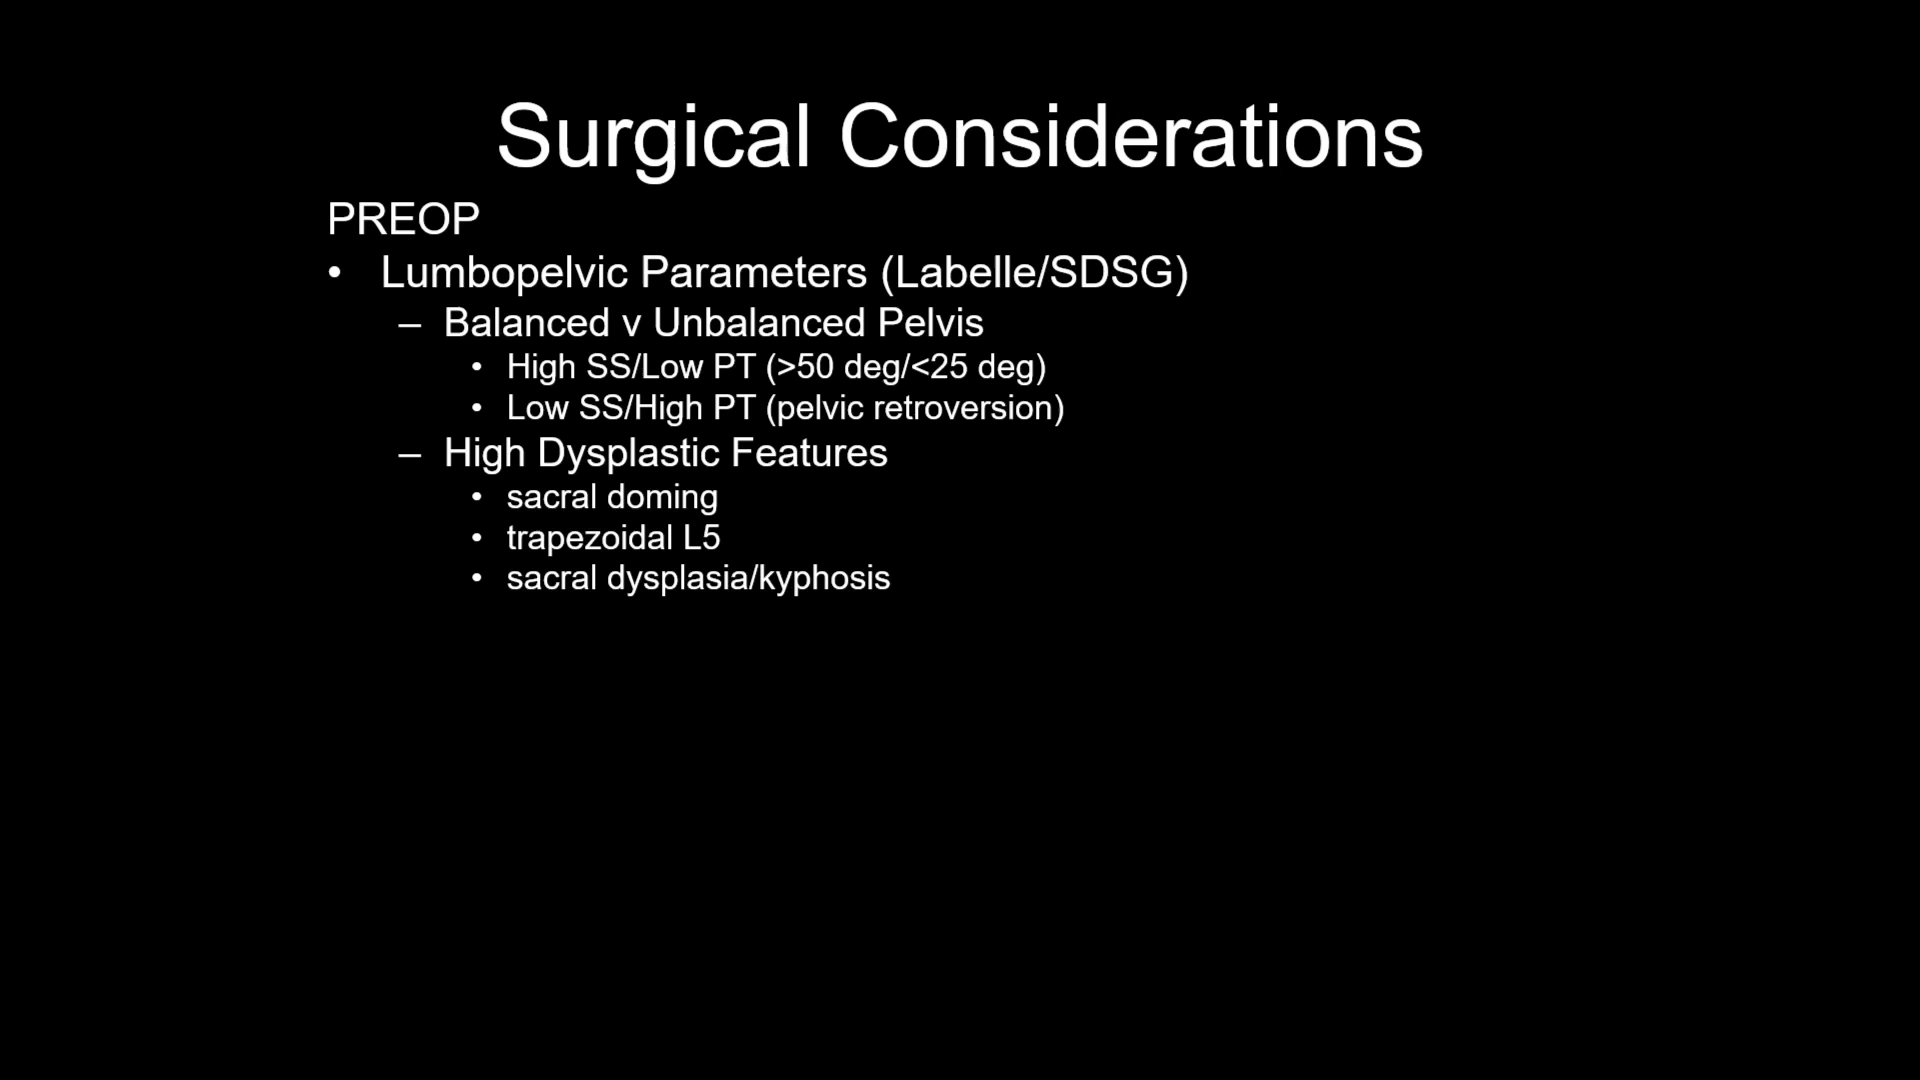 Surgical Considerations
PREOP
• Lumbopelvic Parameters (Labelle/SDSG)
– Balanced v Unbalanced Pelvis
• High SS/Low PT (>50 deg/<25 deg)
• Low SS/High PT (pelvic retroversion)
– High Dysplastic Features
• sacral doming
• trapezoidal L5
• sacral dysplasia/kyphosis